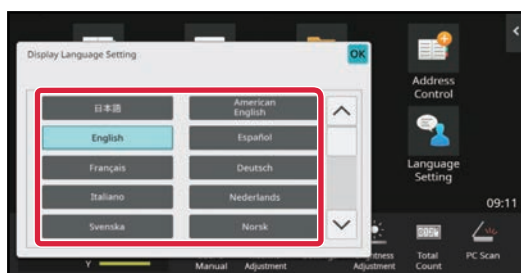 Display Language Setting
OK
日本語
American
English
English
Español
Français
Deutsch
Italiano
Nederlands
Svenska
Norsk
Address
Control
Language
Setting
09:11
Y
Manual
Adjustment
Adjustment
Total
Count
PC Scan